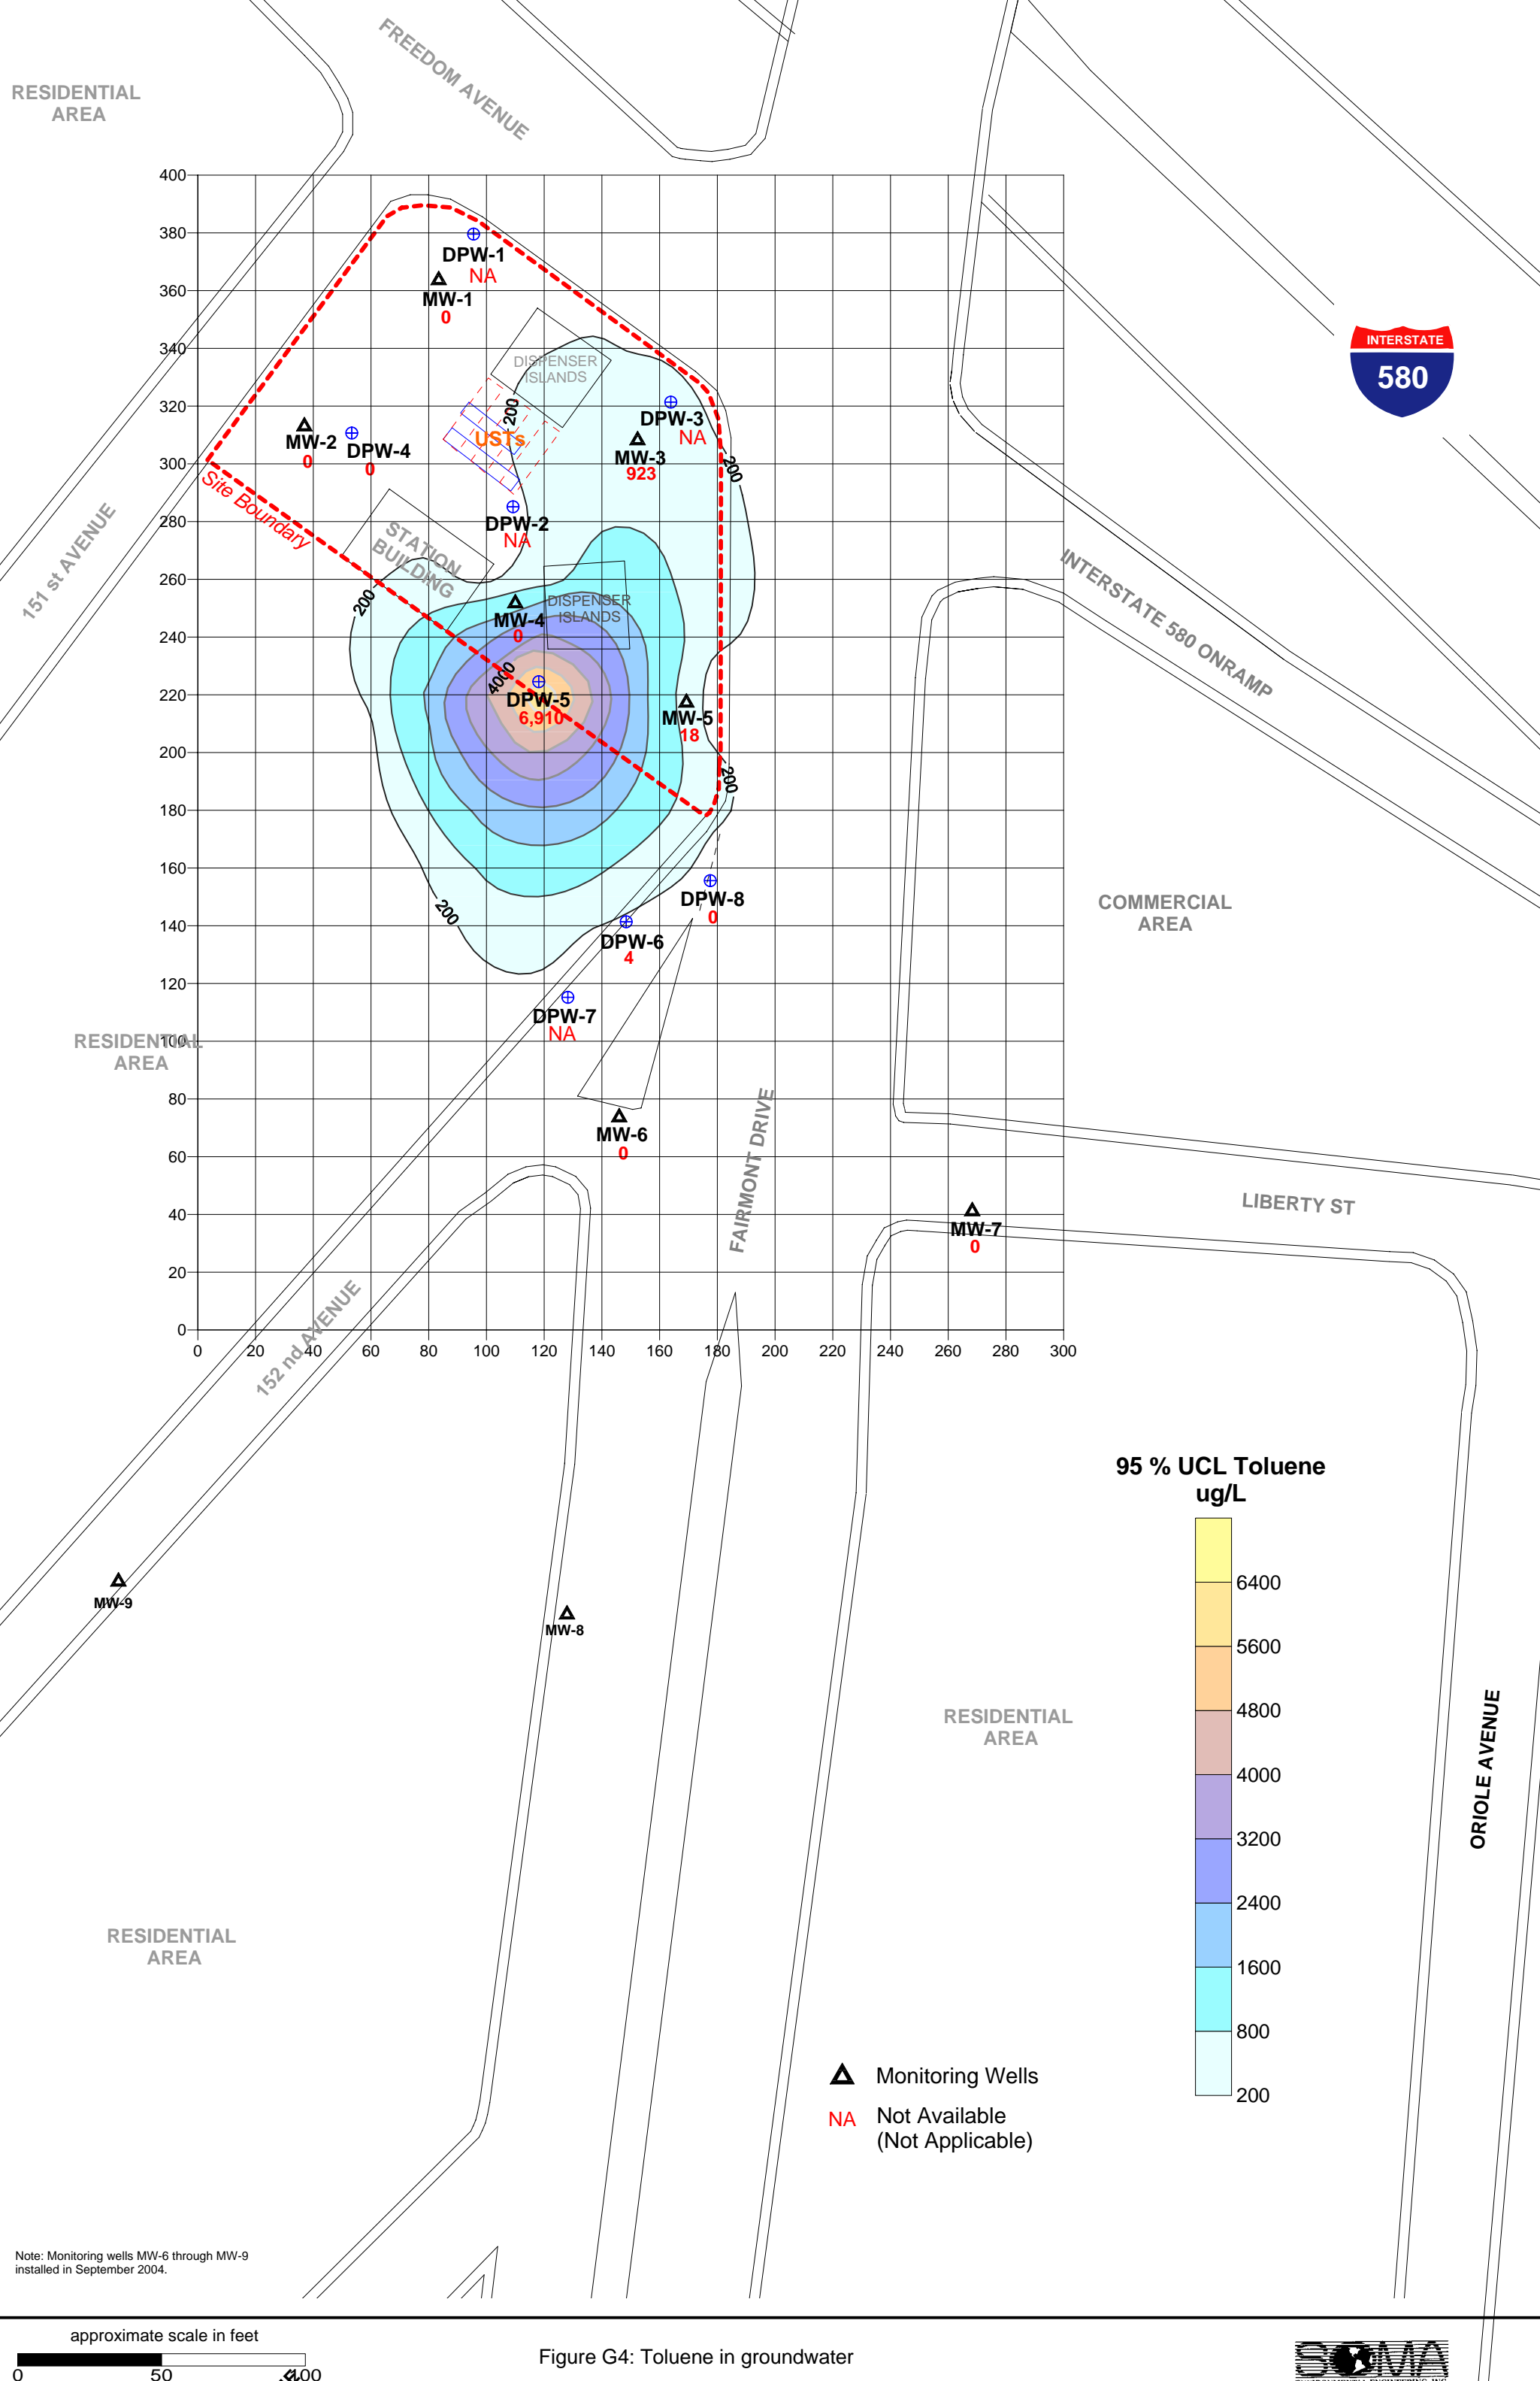 FREEDOM AVENUE
RESIDENTIAL
AREA
400
380
360
340
320
300
280
260
240
220
200
180
160
140
120
100
80
60
40
20
0
0
20
40
60
80
100
120
140
160
180
200
220
240
260
280
300
DPW-1
NA
MW-1
0
DISPENSER
ISLANDS
INTERSTATE
580
200
USTs
DPW-3
NA
MW-3
923
200
MW-2
0
DPW-4
0
Site Boundary
151 st AVENUE
STATION
BUILDING
DPW-2
NA
200
MW-4
0
DISPENSER
ISLANDS
INTERSTATE 580 ONRAMP
4000
DPW-5
6,910
MW-5
18
200
200
DPW-8
0
DPW-6
4
COMMERCIAL
AREA
DPW-7
NA
RESIDENTIAL
AREA
MW-6
0
FAIRMONT DRIVE
LIBERTY ST
MW-7
0
152 nd AVENUE
95 % UCL Toluene
ug/L
6400
5600
4800
4000
3200
2400
1600
800
200
MW-9
MW-8
RESIDENTIAL
AREA
ORIOLE AVENUE
RESIDENTIAL
AREA
Monitoring Wells
NA
Not Available
(Not Applicable)
Note: Monitoring wells MW-6 through MW-9
installed in September 2004.
approximate scale in feet
0
50
100
Figure G4: Toluene in groundwater
SOMA